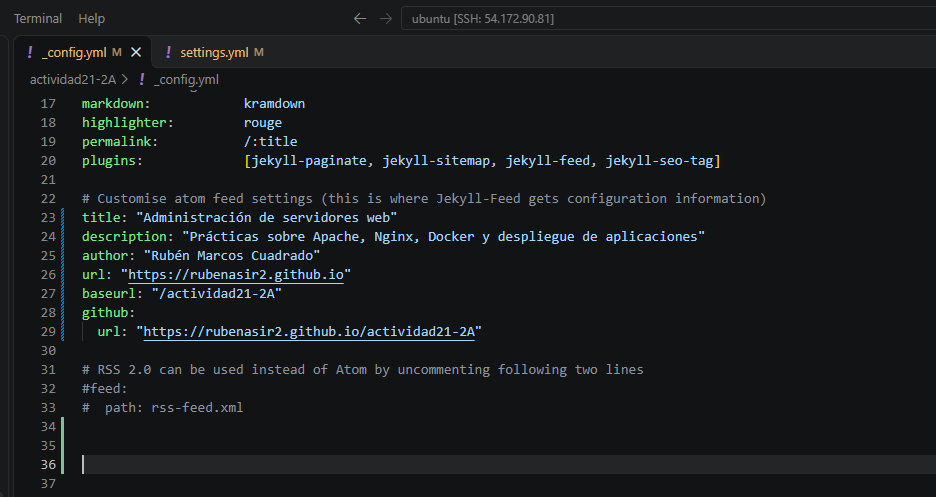 Terminal Help ← → ubuntu [SSH: 54.172.90.81]
! _config.yml M × ! settings.yml M
actividad21-2A > ! _config.yml
17 markdown: kramdown
18 highlighter: rouge
19 permalink: /:title
20 plugins: [jekyll-paginate, jekyll-sitemap, jekyll-feed, jekyll-seo-tag]
21
22 # Customise atom feed settings (this is where Jekyll-Feed gets configuration information)
23 title: "Administración de servidores web"
24 description: "Prácticas sobre Apache, Nginx, Docker y despliegue de aplicaciones"
25 author: "Rubén Marcos Cuadrado"
26 url: "https://rubenasir2.github.io"
27 baseurl: "/actividad21-2A"
28 github:
29 url: "https://rubenasir2.github.io/actividad21-2A"
30
31 # RSS 2.0 can be used instead of Atom by uncommenting following two lines
32 #feed:
33 #  path: rss-feed.xml
34
35
36
37